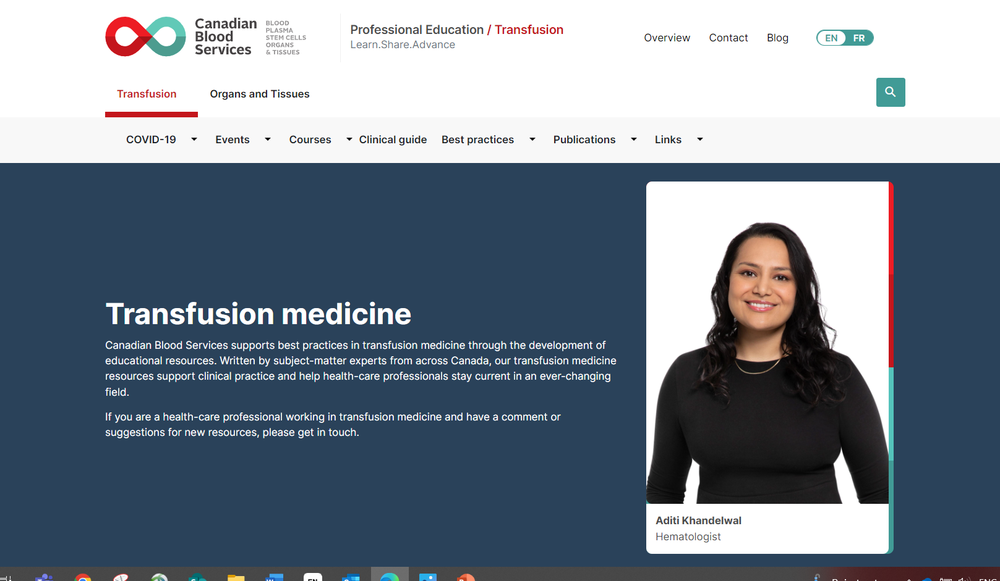 Canadian
Blood
Services
BLOOD
PLASMA
STEM CELLS
ORGANS
& TISSUES
Professional Education / Transfusion
Learn.Share.Advance
Overview
Contact
Blog
EN FR
Transfusion
Organs and Tissues
COVID-19
Events
Courses
Clinical guide
Best practices
Publications
Links
Transfusion medicine
Canadian Blood Services supports best practices in transfusion medicine through the development of
educational resources. Written by subject-matter experts from across Canada, our transfusion medicine
resources support clinical practice and help health-care professionals stay current in an ever-changing
field.
If you are a health-care professional working in transfusion medicine and have a comment or
suggestions for new resources, please get in touch.
Aditi Khandelwal
Hematologist